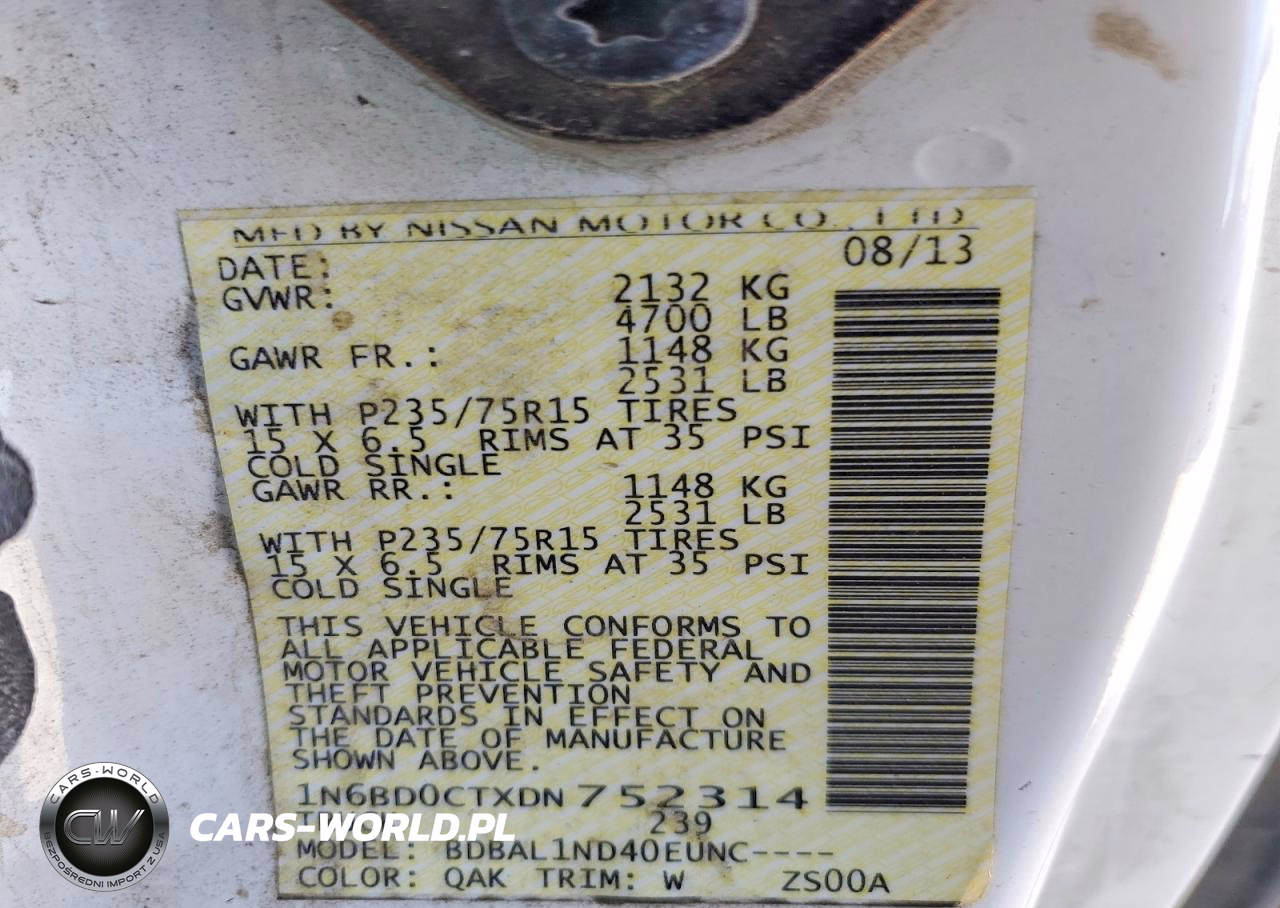 MFD BY NISSAN MOTOR CO., LTD
DATE: 08/13
GVWR: 2132 KG
4700 LB
GAWR FR.: 1148 KG
2531 LB
WITH P235/75R15 TIRES
15 X 6.5 RIMS AT 35 PSI
COLD SINGLE
GAWR RR.: 1148 KG
2531 LB
WITH P235/75R15 TIRES
15 X 6.5 RIMS AT 35 PSI
COLD SINGLE
THIS VEHICLE CONFORMS TO
ALL APPLICABLE FEDERAL
MOTOR VEHICLE SAFETY AND
THEFT PREVENTION
STANDARDS IN EFFECT ON
THE DATE OF MANUFACTURE
SHOWN ABOVE.
1N6BD0CTXDN752314
239
MODEL: BDBAL1ND40EUNC----
COLOR: QAK TRIM: W ZS00A
CARS-WORLD
CW
BEZPOŚREDNI IMPORT Z USA
CARS-WORLD.PL